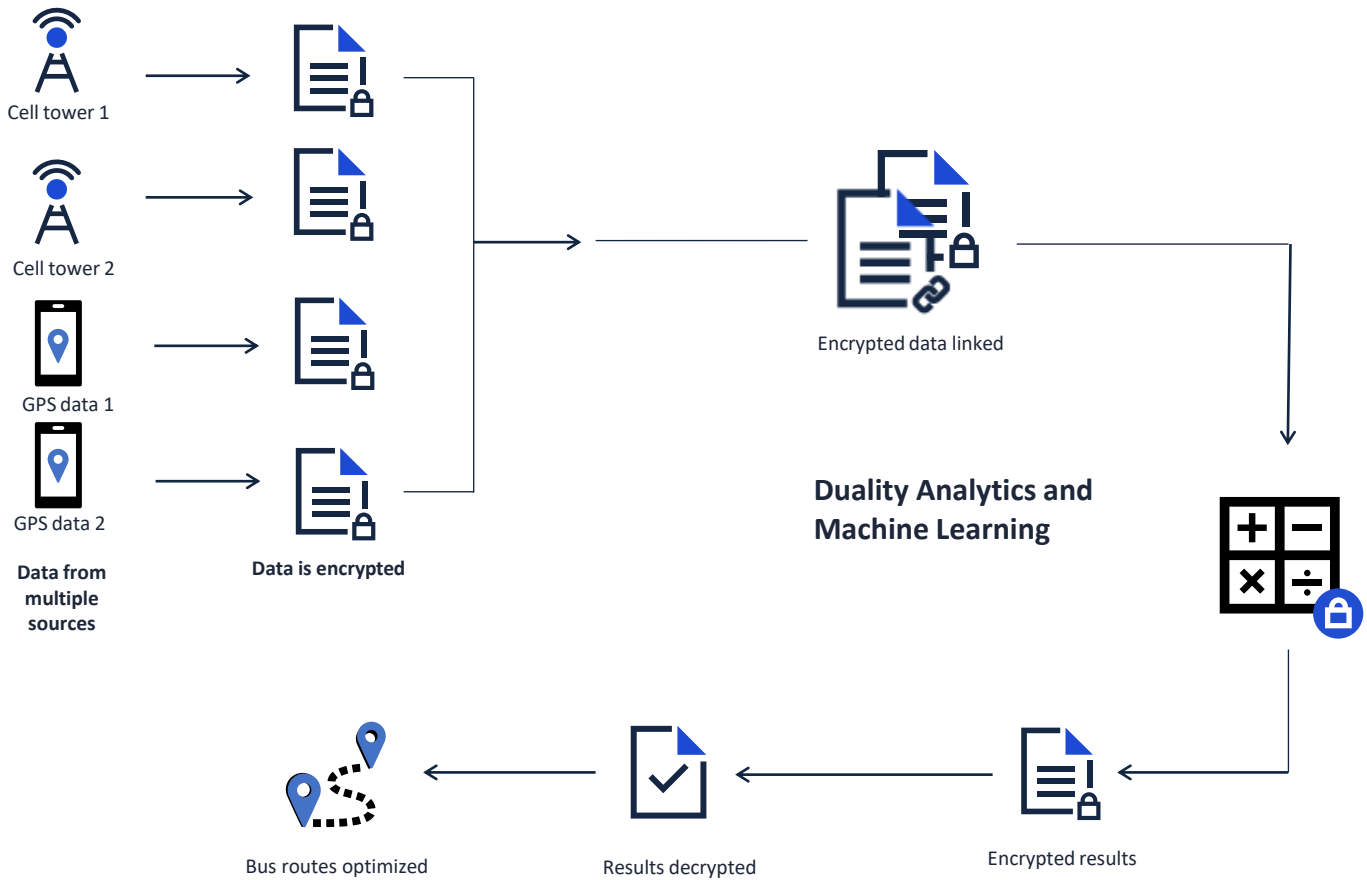 Cell tower 1
Cell tower 2
GPS data 1
GPS data 2
Data from
multiple
sources
Data is encrypted
Encrypted data linked
Duality Analytics and
Machine Learning
Encrypted results
Results decrypted
Bus routes optimized